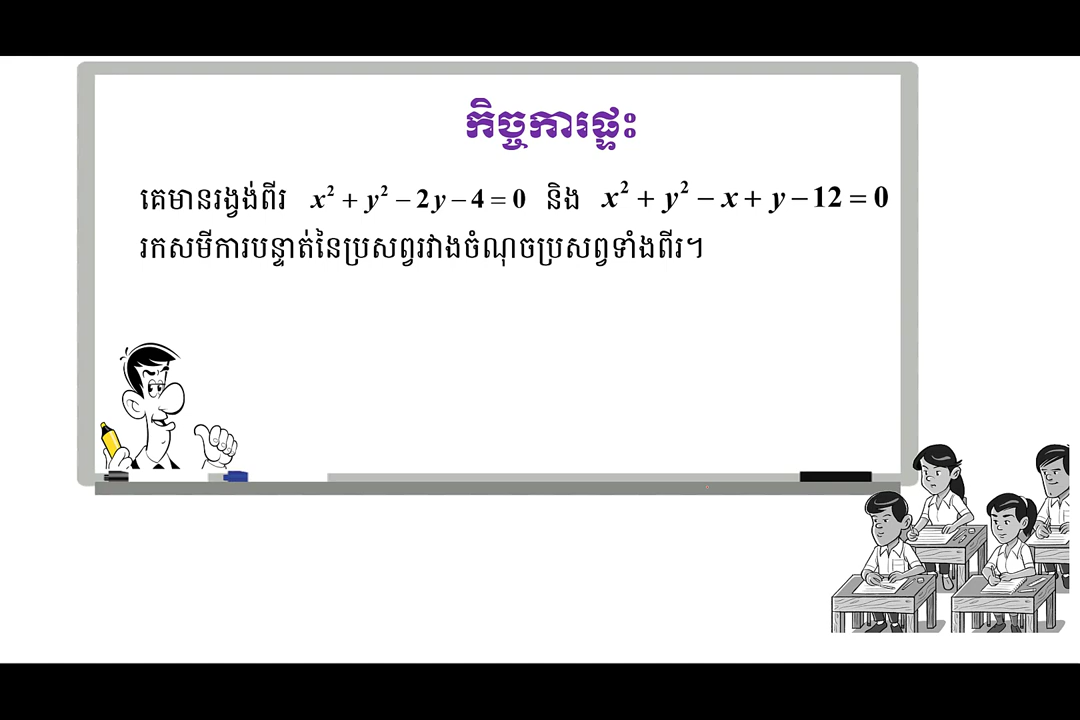 កិច្ចការផ្ទះ
គេមានរង្វង់ពីរ x² + y² − 2y − 4 = 0 និង x² + y² − x + y − 12 = 0
រកសមីការបន្ទាត់នៃប្រសព្វរវាងចំណុចប្រសព្វទាំងពីរ។